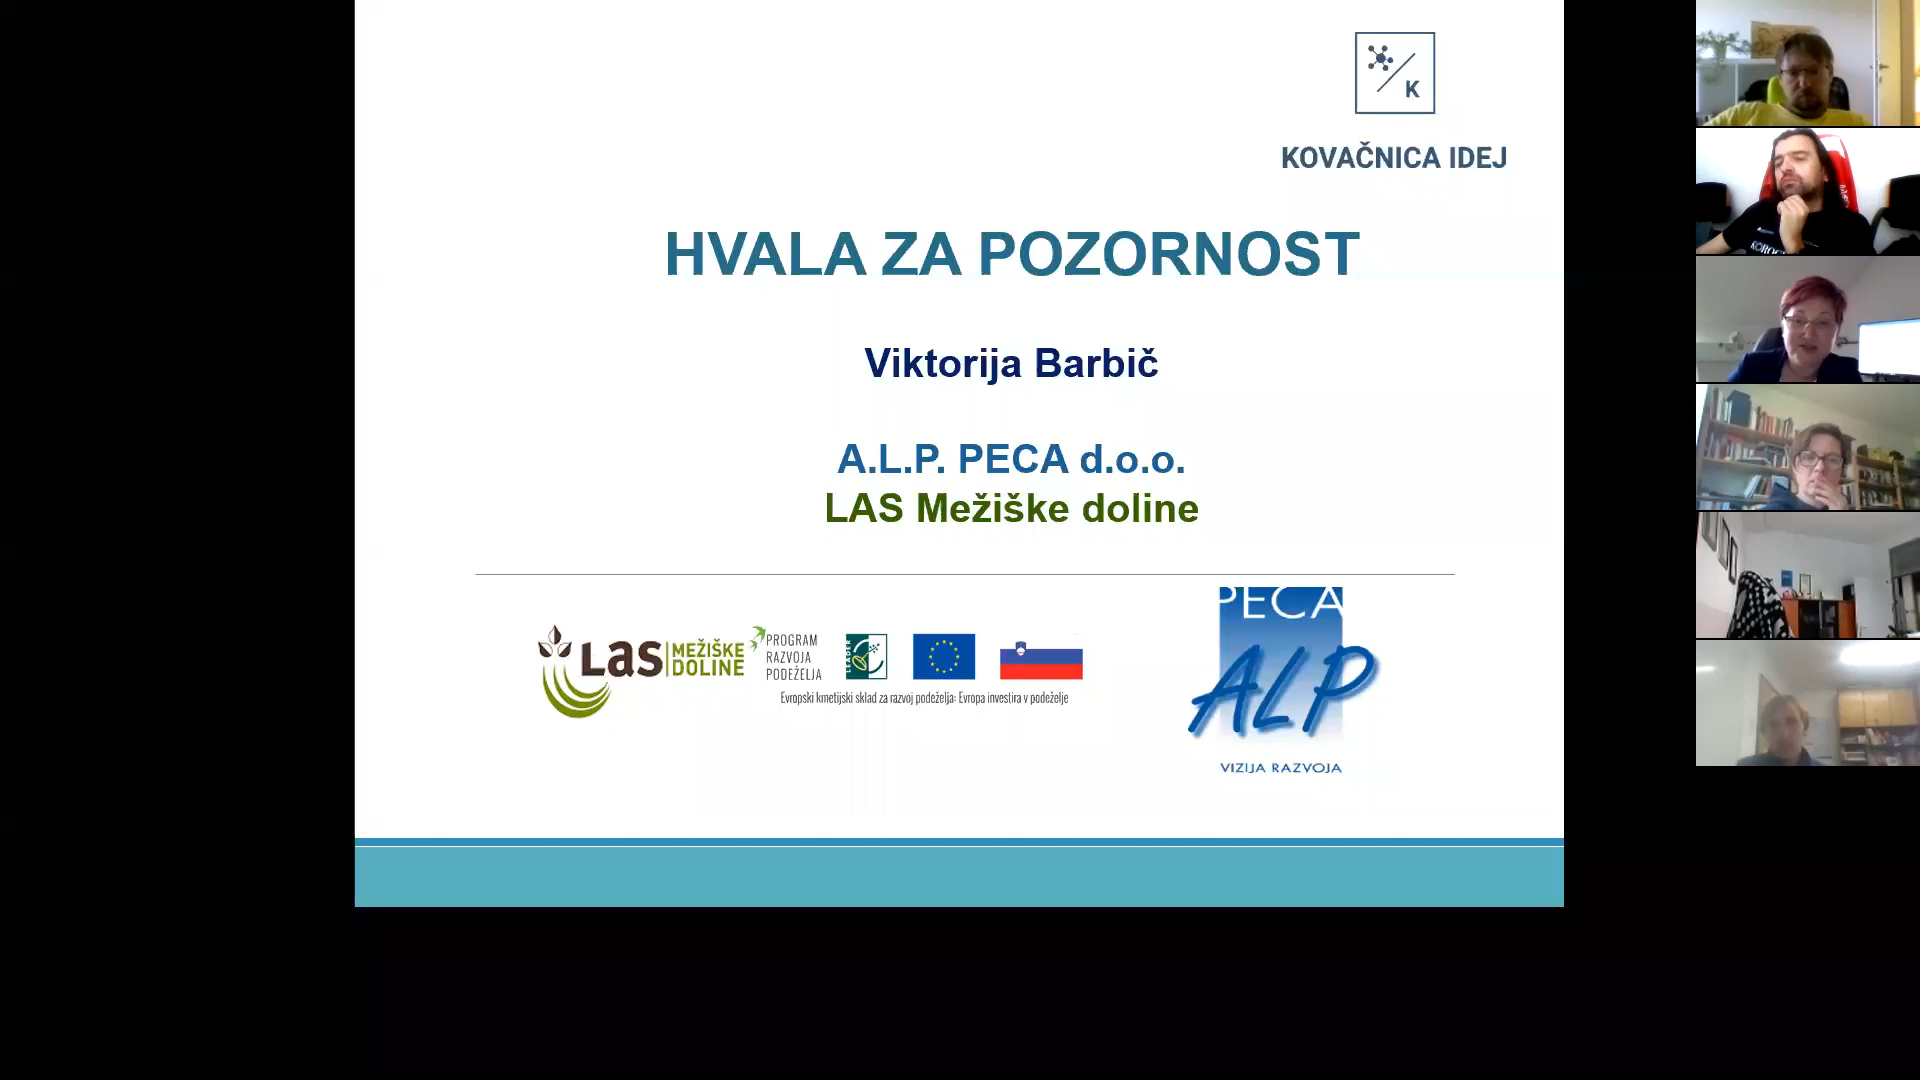 K
KOVAČNICA IDEJ
HVALA ZA POZORNOST
Viktorija Barbič
A.L.P. PECA d.o.o.
LAS Mežiške doline
Las MEŽIŠKE DOLINE
PROGRAM
RAZVOJA
PODEŽELJA
LEADER
Evropski kmetijski sklad za razvoj podeželja: Evropa investira v podeželje
PECA
ALP
VIZIJA RAZVOJA